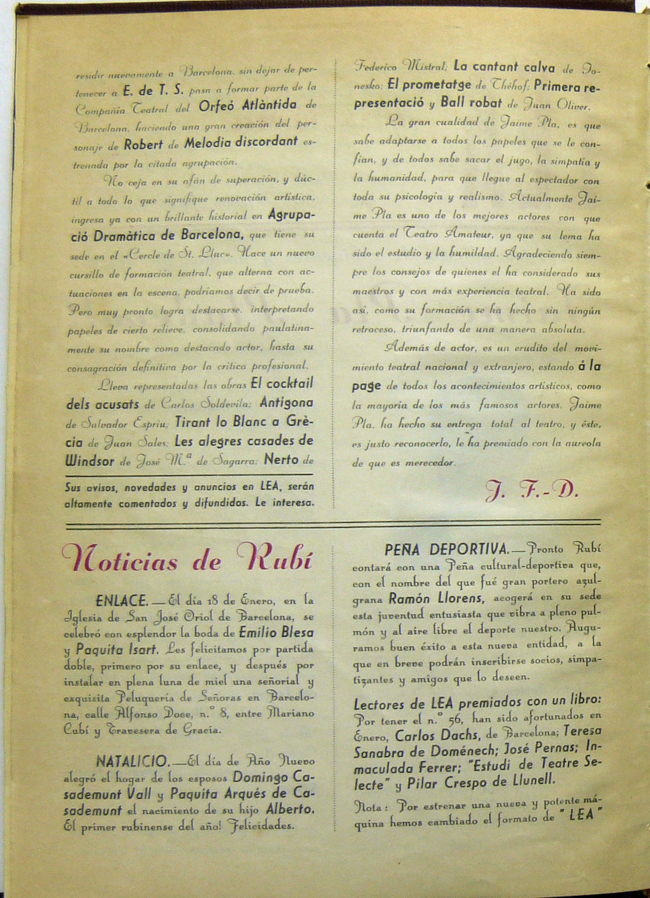 residir nuevamente a Barcelona, sin dejar de per-
tenecer a E. de T. S. pasa a formar parte de la
Compañía Teatral del Orfeó Atlàntida de
Barcelona, haciendo una gran creación del per-
sonaje de Robert de Melodia discordant es-
trenada por la citada agrupación.
No ceja en su afán de superación, y dúc-
til a todo lo que signifique renovación artística,
ingresa ya con un brillante historial en Agrupa-
ció Dramàtica de Barcelona, que tiene su
sede en el «Cercle de St. Lluc». Hace un nuevo
cursillo de formación teatral, que alterna con ac-
tuaciones en la escena, podríamos decir de prueba.
Pero muy pronto logra destacarse, interpretando
papeles de cierto relieve, consolidando paulatina-
mente su nombre como destacado actor, hasta su
consagración definitiva por la crítica profesional.
Lleva representadas las obras El cocktail
dels acusats de Carlos Soldevila; Antígona
de Salvador Espriu; Tirant lo Blanc a Grè-
cia de Juan Sales; Les alegres casades de
Windsor de José M.ª de Sagarra; Nerto de
Sus avisos, novedades y anuncios en LEA, serán
altamente comentados y difundidos. Le interesa.
Federico Mistral; La cantant calva de Io-
nesko; El prometatge de Théhof; Primera re-
presentació y Ball robat de Juan Oliver.
La gran cualidad de Jaime Pla, es que
sabe adaptarse a todos los papeles que se le con-
fian, y de todos sabe sacar el jugo, la simpatía y
la humanidad, para que llegue al espectador con
toda su psicología y realismo. Actualmente Jai-
me Pla es uno de los mejores actores con que
cuenta el Teatro Amateur, ya que su lema ha
sido el estudio y la humildad. Agradeciendo siem-
pre los consejos de quienes el ha considerado sus
maestros y con más experiencia teatral. Ha sido
así, como su formación se ha hecho sin ningún
retroceso, triunfando de una manera absoluta.
Además de actor, es un erudito del movi-
miento teatral nacional y extranjero, estando á la
page de todos los acontecimientos artísticos, como
la mayoría de los más famosos actores. Jaime
Pla, ha hecho su entrega total al teatro, y éste,
es justo reconocerlo, le ha premiado con la aureola
de que es merecedor.
J. F.-D.
Noticias de Rubí
ENLACE.—El día 18 de Enero, en la
Iglesia de San José Oriol de Barcelona, se
celebró con esplendor la boda de Emilio Blesa
y Paquita Isart. Les felicitamos por partida
doble, primero por su enlace, y después por
instalar en plena luna de miel una señorial y
exquisita Peluquería de Señoras en Barcelo-
na, calle Alfonso Doce, n.º 8, entre Mariano
Cubí y Travesera de Gracia.
NATALICIO.—El día de Año Nuevo
alegró el hogar de los esposos Domingo Ca-
sademunt Vall y Paquita Arqués de Ca-
sademunt el nacimiento de su hijo Alberto.
El primer rubinense del año! Felicidades.
PEÑA DEPORTIVA.—Pronto Rubí
contará con una Peña cultural-deportiva que,
con el nombre del que fué gran portero azul-
grana Ramón Llorens, acogerá en su sede
esta juventud entusiasta que vibra a pleno pul-
món y al aire libre el deporte nuestro. Augu-
ramos buen éxito a esta nueva entidad, a la
que en breve podrán inscribirse socios, simpa-
tizantes y amigos que lo deseen.
Lectores de LEA premiados con un libro:
Por tener el n.º 56, han sido afortunados en
Enero, Carlos Dachs, de Barcelona; Teresa
Sanabra de Doménech; José Pernas; In-
maculada Ferrer; "Estudi de Teatre Se-
lecte" y Pilar Crespo de Llunell.
Nota: Por estrenar una nueva y potente má-
quina hemos cambiado el formato de "LEA"